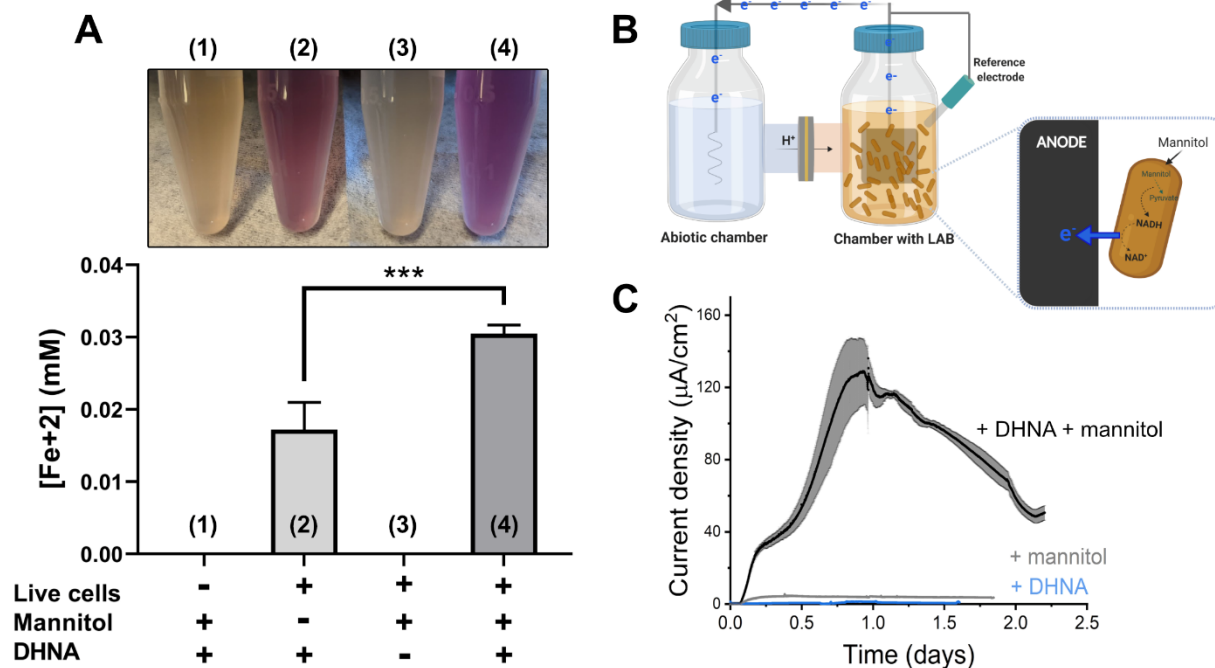 A
(1) (2) (3) (4)
***
[Fe+2] (mM)
0.04
0.03
0.02
0.01
0.00
(1) (2) (3) (4)
Live cells - + + +
Mannitol + - + +
DHNA + + - +
B
e- e- e- e- e-
e-
e-
e-
e-
e-
Reference
electrode
H+
Abiotic chamber
Chamber with LAB
ANODE
Mannitol
Mannitol
Pyruvate
NADH
e-
NAD+
C
Current density (µA/cm²)
160
120
80
40
0
+ DHNA + mannitol
+ mannitol
+ DHNA
0.0 0.5 1.0 1.5 2.0 2.5
Time (days)